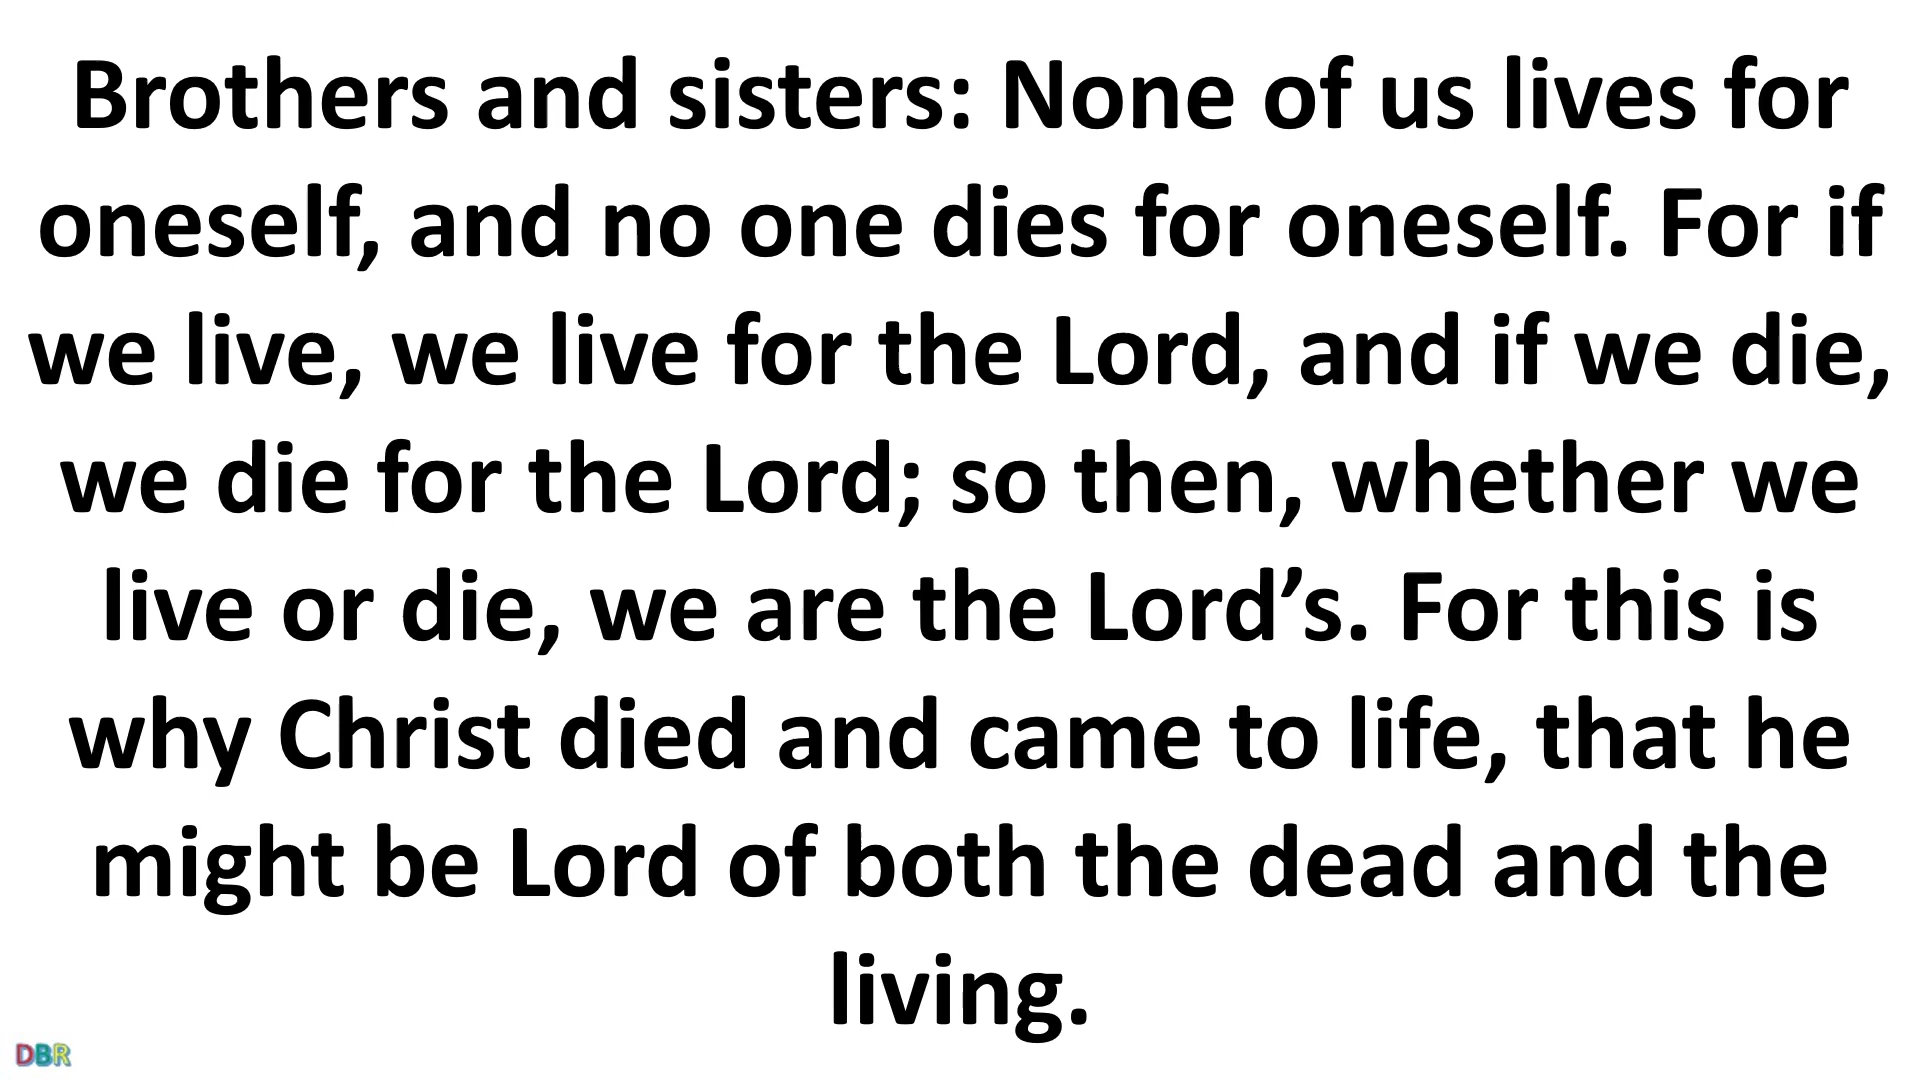 Brothers and sisters: None of us lives for
oneself, and no one dies for oneself. For if
we live, we live for the Lord, and if we die,
we die for the Lord; so then, whether we
live or die, we are the Lord’s. For this is
why Christ died and came to life, that he
might be Lord of both the dead and the
living.
DBR